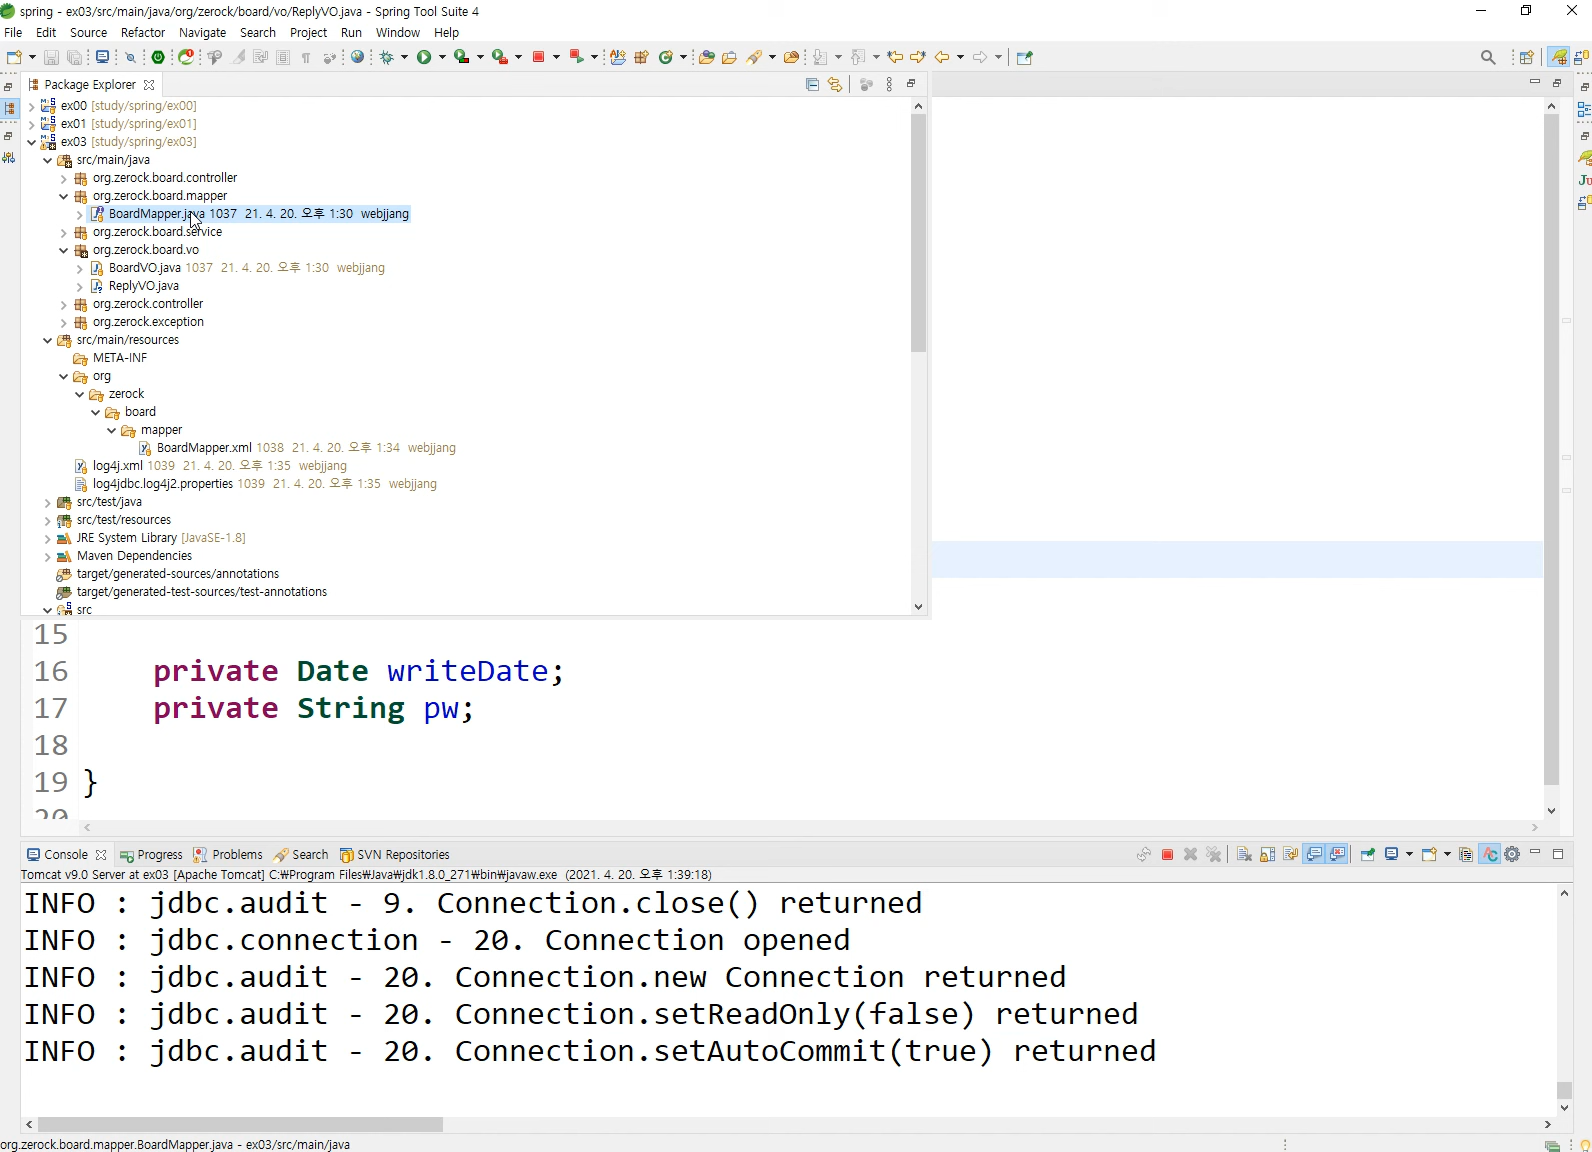 spring - ex03/src/main/java/org/zerock/board/vo/ReplyVO.java - Spring Tool Suite 4
File Edit Source Refactor Navigate Search Project Run Window Help
Package Explorer
ex00 [study/spring/ex00]
ex01 [study/spring/ex01]
ex03 [study/spring/ex03]
src/main/java
org.zerock.board.controller
org.zerock.board.mapper
BoardMapper.java 1037 21. 4. 20. 오후 1:30 webjjang
org.zerock.board.service
org.zerock.board.vo
BoardVO.java 1037 21. 4. 20. 오후 1:30 webjjang
ReplyVO.java
org.zerock.controller
org.zerock.exception
src/main/resources
META-INF
org
zerock
board
mapper
BoardMapper.xml 1038 21. 4. 20. 오후 1:34 webjjang
log4j.xml 1039 21. 4. 20. 오후 1:35 webjjang
log4jdbc.log4j2.properties 1039 21. 4. 20. 오후 1:35 webjjang
src/test/java
src/test/resources
JRE System Library [JavaSE-1.8]
Maven Dependencies
target/generated-sources/annotations
target/generated-test-sources/test-annotations
src
15
16 private Date writeDate;
17 private String pw;
18
19 }
20
Console Progress Problems Search SVN Repositories
Tomcat v9.0 Server at ex03 [Apache Tomcat] C:₩Program Files₩Java₩jdk1.8.0_271₩bin₩javaw.exe (2021. 4. 20. 오후 1:39:18)
INFO : jdbc.audit - 9. Connection.close() returned
INFO : jdbc.connection - 20. Connection opened
INFO : jdbc.audit - 20. Connection.new Connection returned
INFO : jdbc.audit - 20. Connection.setReadOnly(false) returned
INFO : jdbc.audit - 20. Connection.setAutoCommit(true) returned
org.zerock.board.mapper.BoardMapper.java - ex03/src/main/java